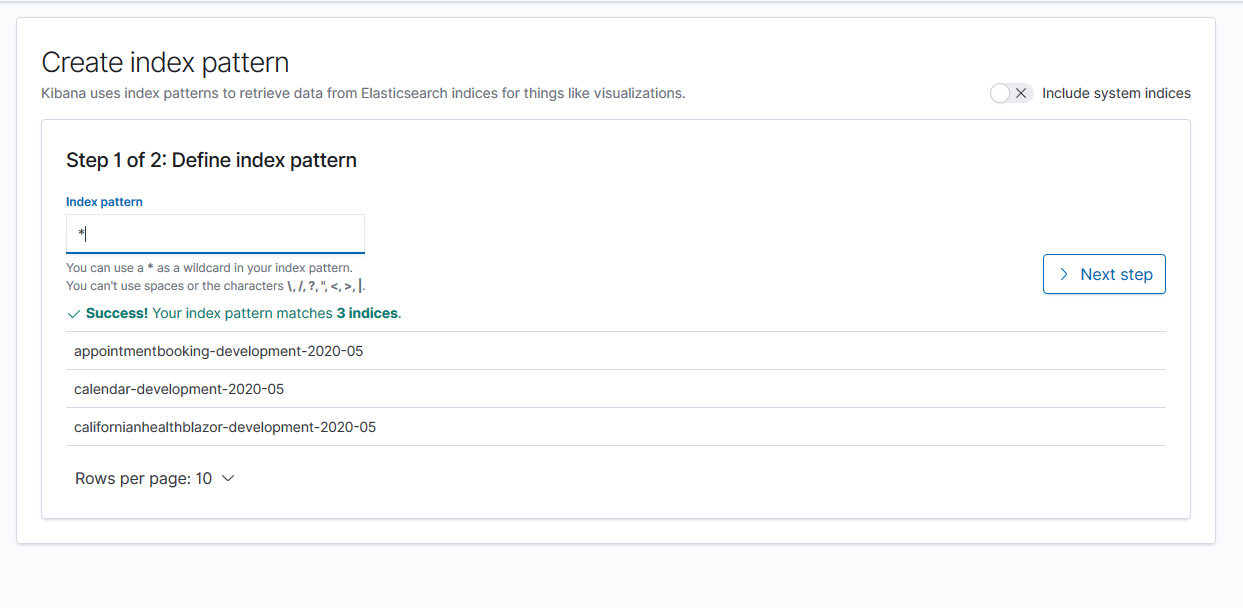 Create index pattern
Kibana uses index patterns to retrieve data from Elasticsearch indices for things like visualizations.
Include system indices
Step 1 of 2: Define index pattern
Index pattern
*
You can use a * as a wildcard in your index pattern.
You can't use spaces or the characters \, /, ?, ", <, >, |.
Next step
Success! Your index pattern matches 3 indices.
appointmentbooking-development-2020-05
calendar-development-2020-05
californianhealthblazor-development-2020-05
Rows per page: 10